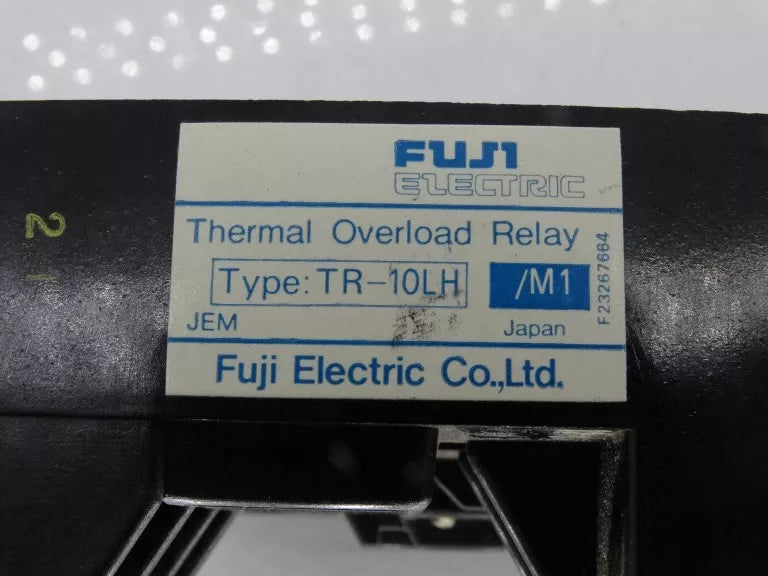 FUJI
ELECTRIC
Thermal Overload Relay
Type: TR-10LH /M1
JEM Japan
Fuji Electric Co.,Ltd.
F23267664
2